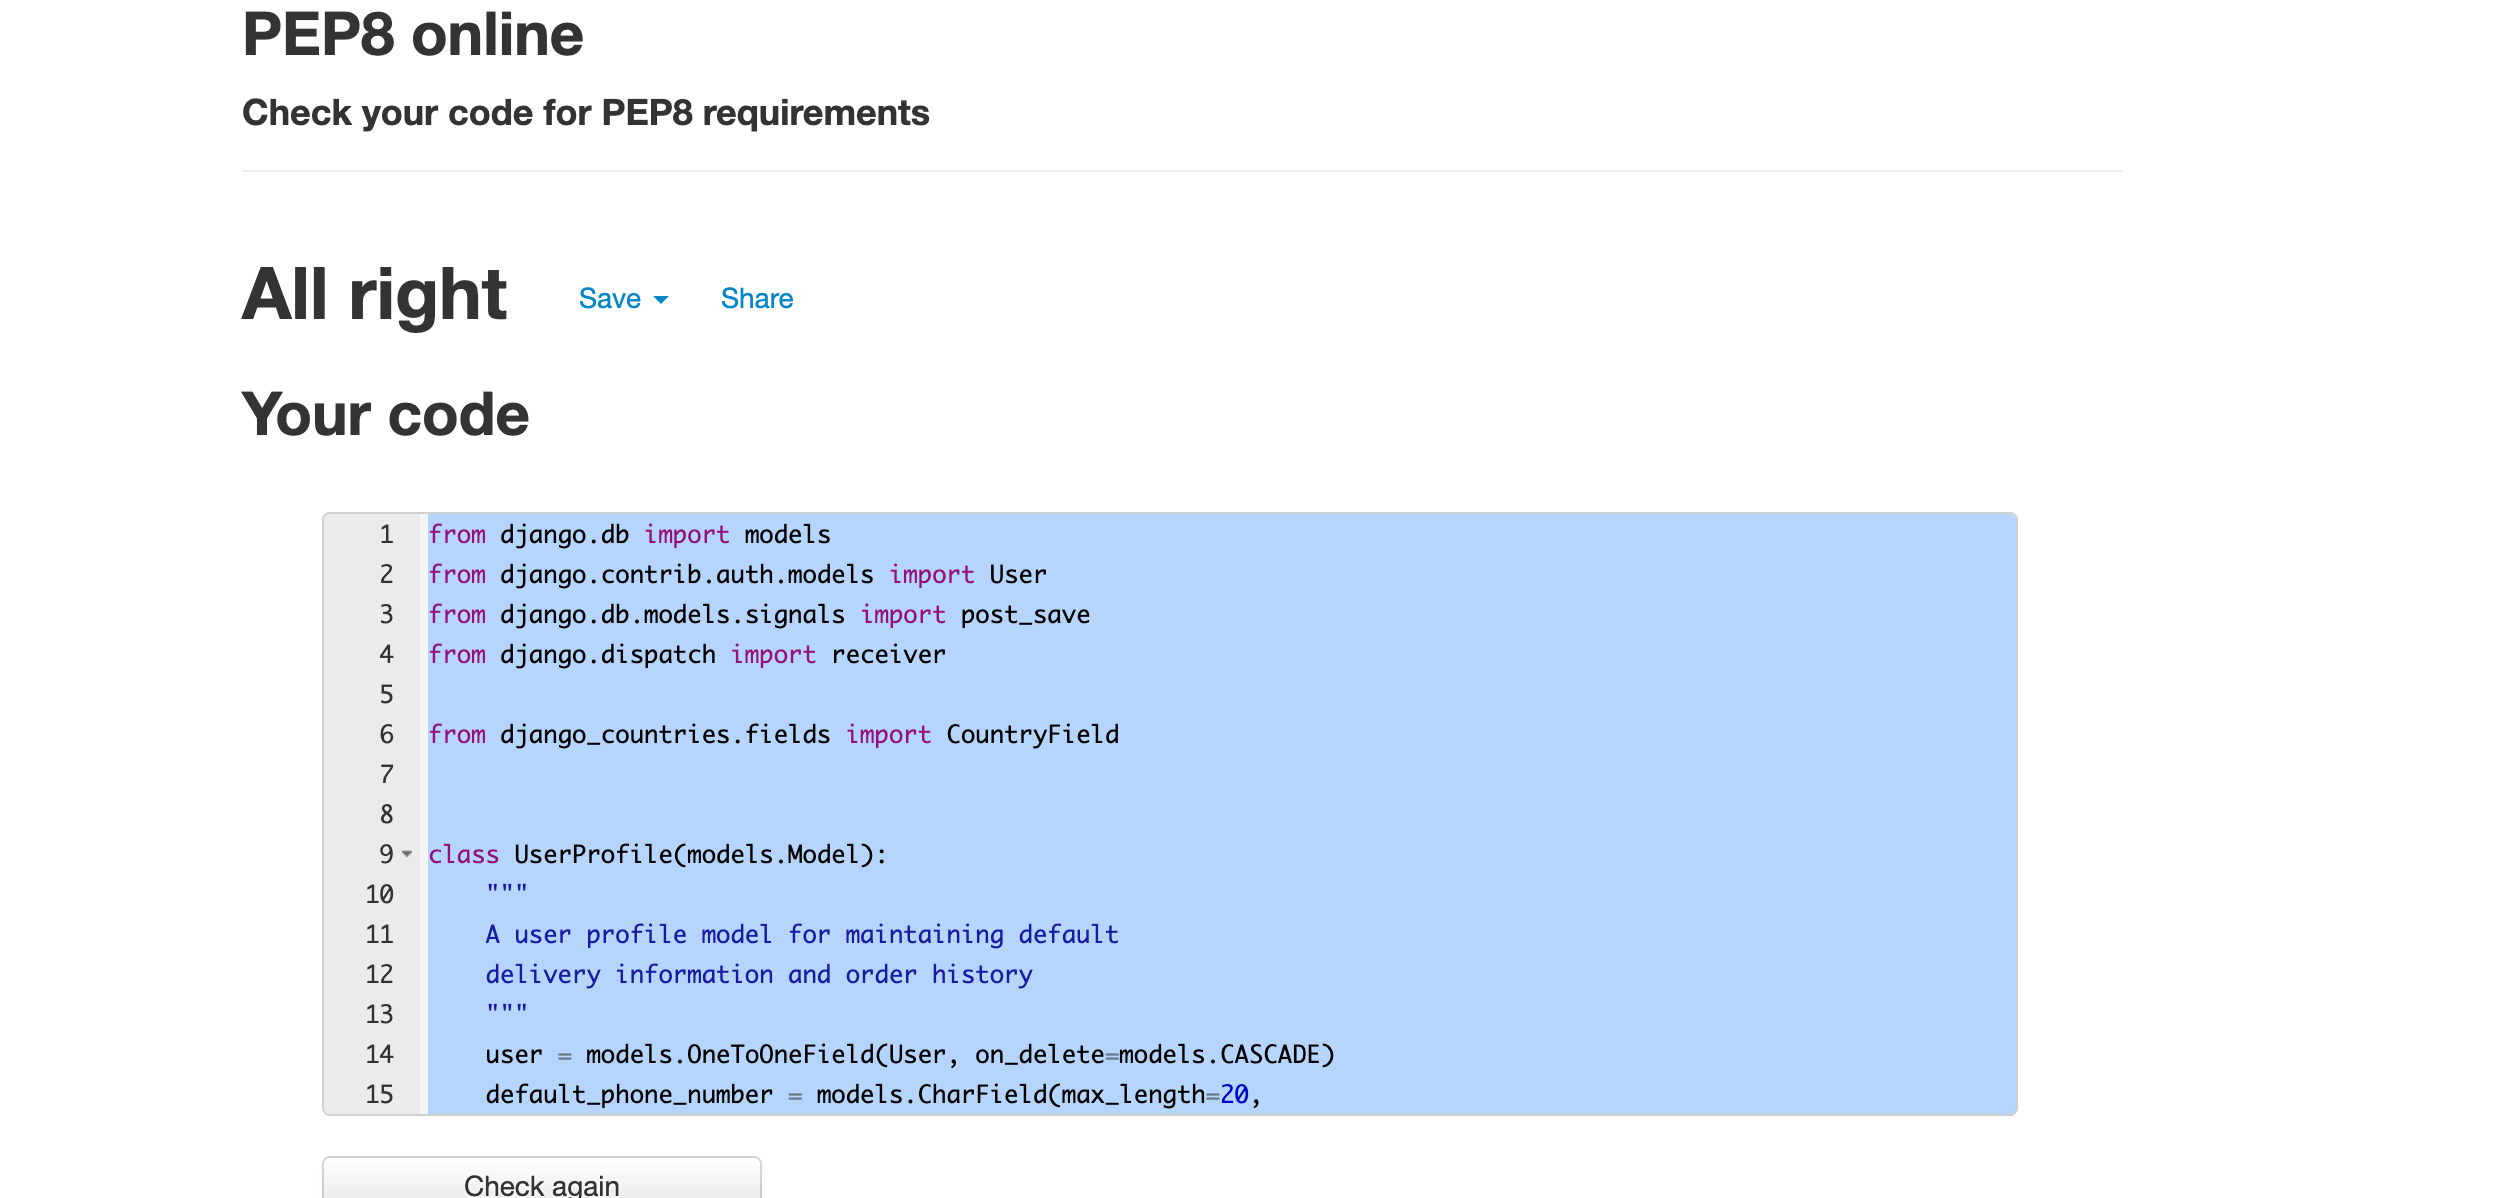 PEP8 online
Check your code for PEP8 requirements
All right Save Share
Your code
1 from django.db import models
2 from django.contrib.auth.models import User
3 from django.db.models.signals import post_save
4 from django.dispatch import receiver
5
6 from django_countries.fields import CountryField
7
8
9 class UserProfile(models.Model):
10     """
11     A user profile model for maintaining default
12     delivery information and order history
13     """
14     user = models.OneToOneField(User, on_delete=models.CASCADE)
15     default_phone_number = models.CharField(max_length=20,
Check again